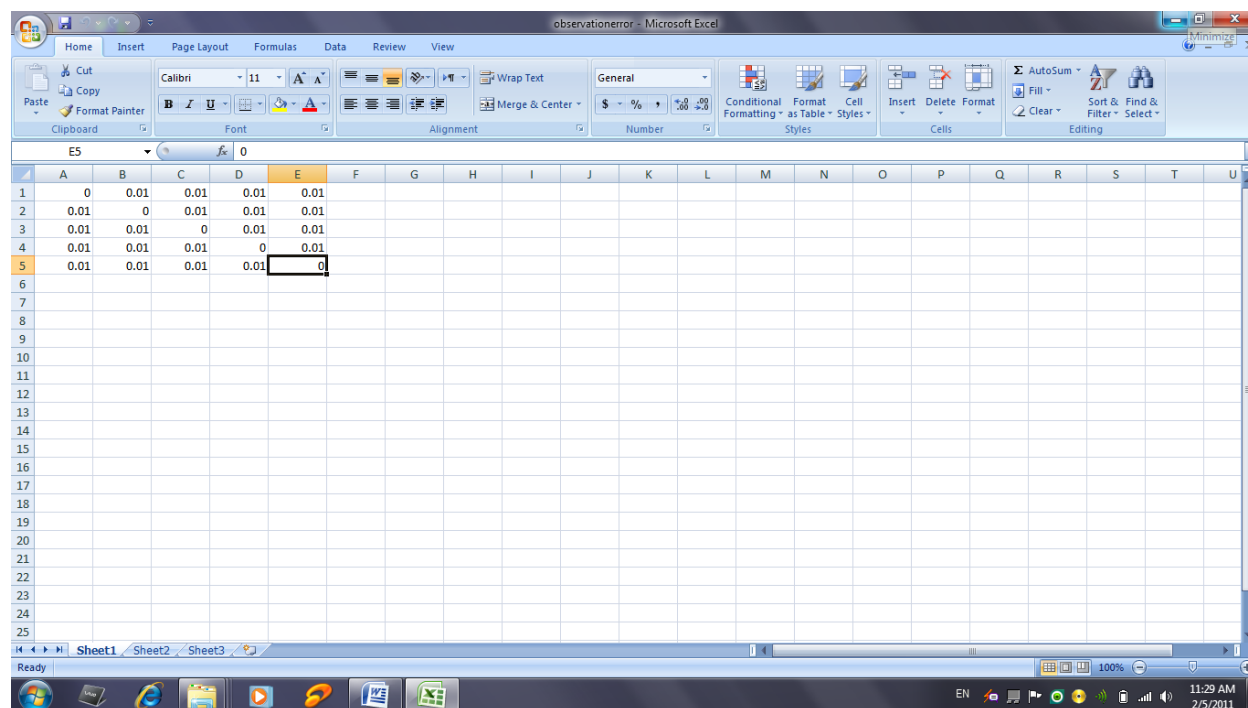 observationerror - Microsoft Excel
Minimize
Home Insert Page Layout Formulas Data Review View
Cut
Copy
Format Painter
Paste
Clipboard
Calibri 11
Font
Wrap Text
Merge & Center
Alignment
General
Number
Conditional Formatting
Format as Table
Cell Styles
Styles
Insert Delete Format
Cells
Σ AutoSum
Fill
Clear
Sort & Filter
Find & Select
Editing
E5 fx 0
A B C D E F G H I J K L M N O P Q R S T U
1 0 0.01 0.01 0.01 0.01
2 0.01 0 0.01 0.01 0.01
3 0.01 0.01 0 0.01 0.01
4 0.01 0.01 0.01 0 0.01
5 0.01 0.01 0.01 0.01 0
6
7
8
9
10
11
12
13
14
15
16
17
18
19
20
21
22
23
24
25
Sheet1 Sheet2 Sheet3
Ready 100%
EN 11:29 AM
2/5/2011